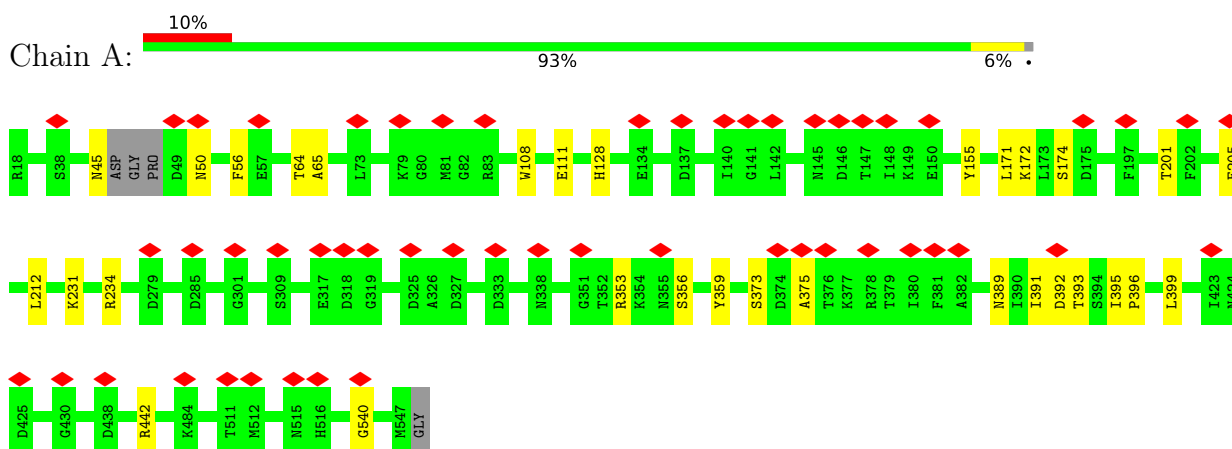 10%
Chain A:
93%
6%
•
R18 S38 N45 ASP GLY PRO D49 N50 F56 E57 T64 A65 L73 K79 G80 M81 G82 R83 W108 E111 H128 E134 D137 I140 G141 L142 N145 D146 T147 I148 K149 E150 Y155 L171 K172 L173 S174 D175 F197 T201 F202
L212 K231 R234 D279 D285 G301 S309 E317 D318 G319 D325 A326 D327 D333 N338 G351 T352 R353 K354 N355 S356 Y359 S373 D374 A375 T376 K377 R378 T379 I380 F381 A382 N389 I390 I391 D392 T393 S394 I395 P396 L399 I423
D425 G430 D438 R442 K484 T511 M512 N515 H516 G540 M547 GLY